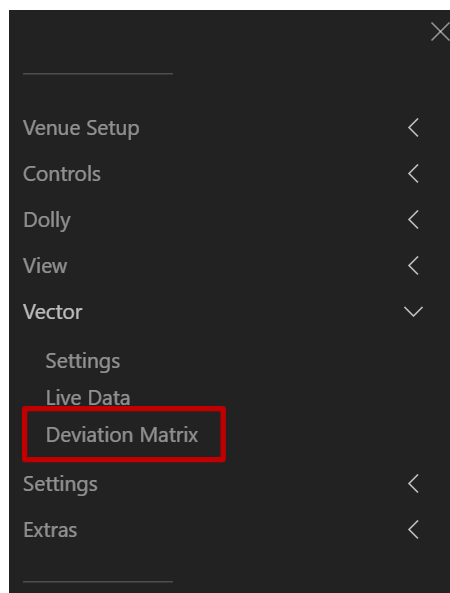 Venue Setup
Controls
Dolly
View
Vector
Settings
Live Data
Deviation Matrix
Settings
Extras